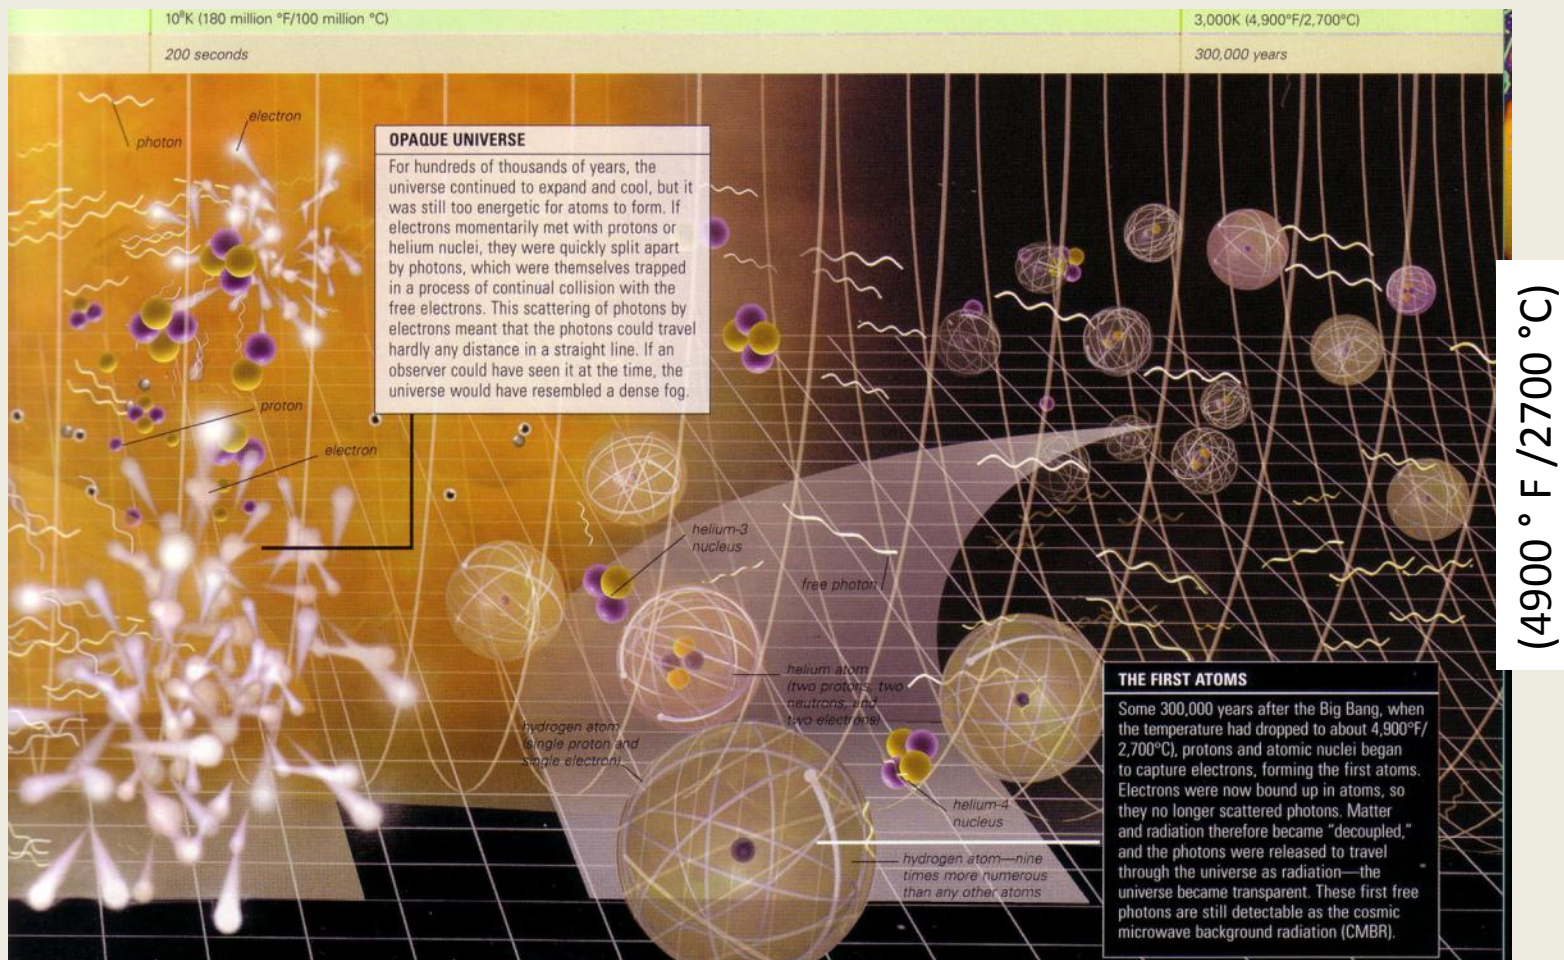 10⁸K (180 million °F/100 million °C)
3,000K (4,900°F/2,700°C)
200 seconds
300,000 years
photon
electron
OPAQUE UNIVERSE
For hundreds of thousands of years, the
universe continued to expand and cool, but it
was still too energetic for atoms to form. If
electrons momentarily met with protons or
helium nuclei, they were quickly split apart
by photons, which were themselves trapped
in a process of continual collision with the
free electrons. This scattering of photons by
electrons meant that the photons could travel
hardly any distance in a straight line. If an
observer could have seen it at the time, the
universe would have resembled a dense fog.
proton
electron
helium-3
nucleus
free photon
helium atom
(two protons, two
neutrons, and
two electrons)
hydrogen atom
(single proton and
single electron)
helium-4
nucleus
hydrogen atom—nine
times more numerous
than any other atoms
THE FIRST ATOMS
Some 300,000 years after the Big Bang, when
the temperature had dropped to about 4,900°F/
2,700°C), protons and atomic nuclei began
to capture electrons, forming the first atoms.
Electrons were now bound up in atoms, so
they no longer scattered photons. Matter
and radiation therefore became "decoupled,"
and the photons were released to travel
through the universe as radiation—the
universe became transparent. These first free
photons are still detectable as the cosmic
microwave background radiation (CMBR).
(4900 ° F /2700 °C)